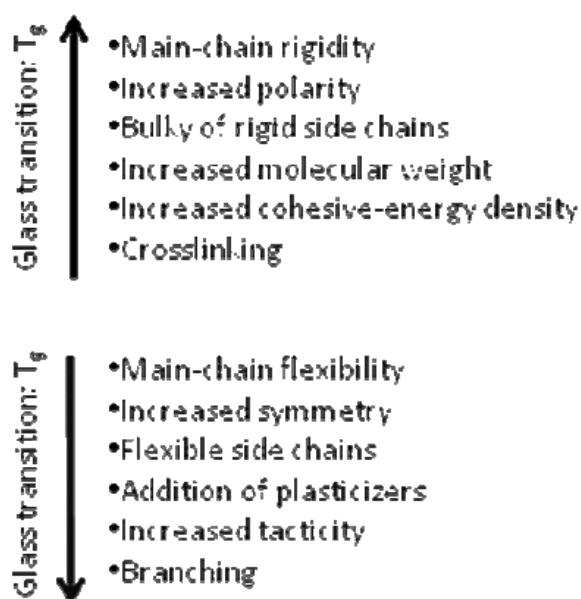 Glass transition: Tg
•Main-chain rigidity
•Increased polarity
•Bulky of rigid side chains
•Increased molecular weight
•Increased cohesive-energy density
•Crosslinking
Glass transition: Tg
•Main-chain flexibility
•Increased symmetry
•Flexible side chains
•Addition of plasticizers
•Increased tacticity
•Branching